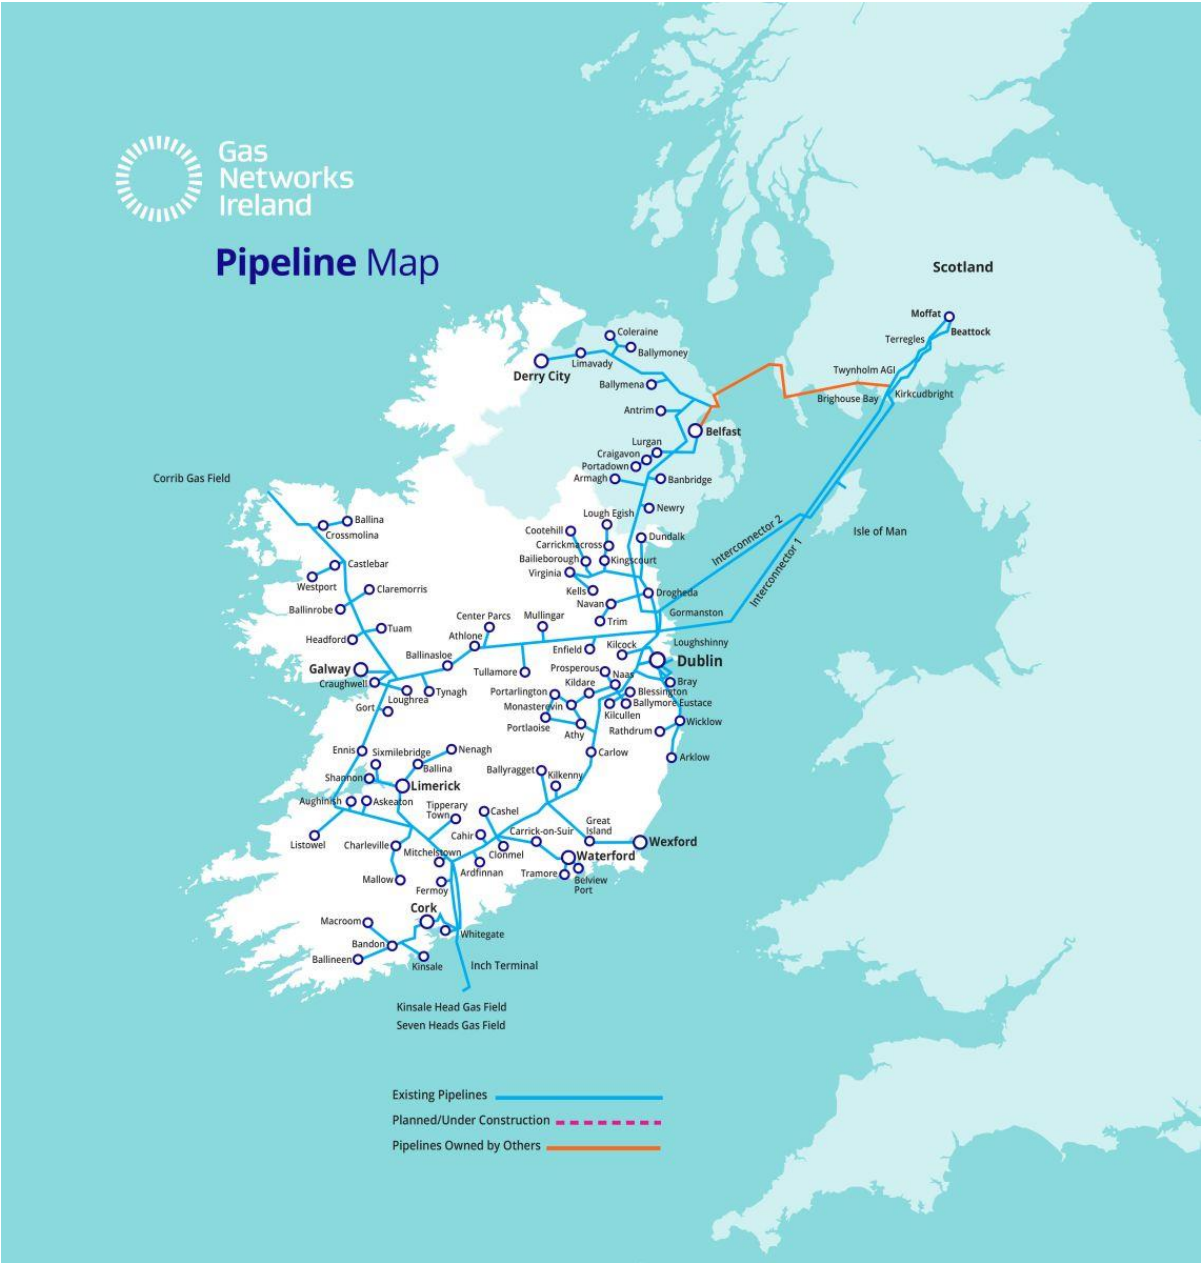 Gas
Networks
Ireland
Pipeline Map
Scotland
Moffat
Beattock
Terregles
Twynholm AGI
Brighouse Bay
Kirkcudbright
Coleraine
Ballymoney
Limavady
Derry City
Ballymena
Antrim
Belfast
Lurgan
Craigavon
Portadown
Armagh
Banbridge
Newry
Corrib Gas Field
Ballina
Crossmolina
Castlebar
Westport
Claremorris
Ballinrobe
Tuam
Headford
Lough Egish
Cootehill
Carrickmacross
Dundalk
Bailieborough
Kingscourt
Virginia
Kells
Drogheda
Navan
Trim
Gormanston
Interconnector 2
Interconnector 1
Isle of Man
Center Parcs
Mullingar
Athlone
Ballinasloe
Tullamore
Enfield
Kilcock
Loughshinny
Dublin
Galway
Craughwell
Loughrea
Tynagh
Gort
Prosperous
Naas
Kildare
Bray
Portarlington
Blessington
Monasterevin
Ballymore Eustace
Kilcullen
Portlaoise
Athy
Rathdrum
Wicklow
Arklow
Carlow
Ennis
Sixmilebridge
Nenagh
Shannon
Ballina
Limerick
Ballyragget
Kilkenny
Aughinish
Askeaton
Tipperary
Town
Cashel
Listowel
Charleville
Cahir
Carrick-on-Suir
Great
Island
Wexford
Mitchelstown
Clonmel
Waterford
Mallow
Ardfinnan
Tramore
Belview
Port
Fermoy
Cork
Macroom
Whitegate
Bandon
Ballineen
Kinsale
Inch Terminal
Kinsale Head Gas Field
Seven Heads Gas Field
Existing Pipelines
Planned/Under Construction
Pipelines Owned by Others